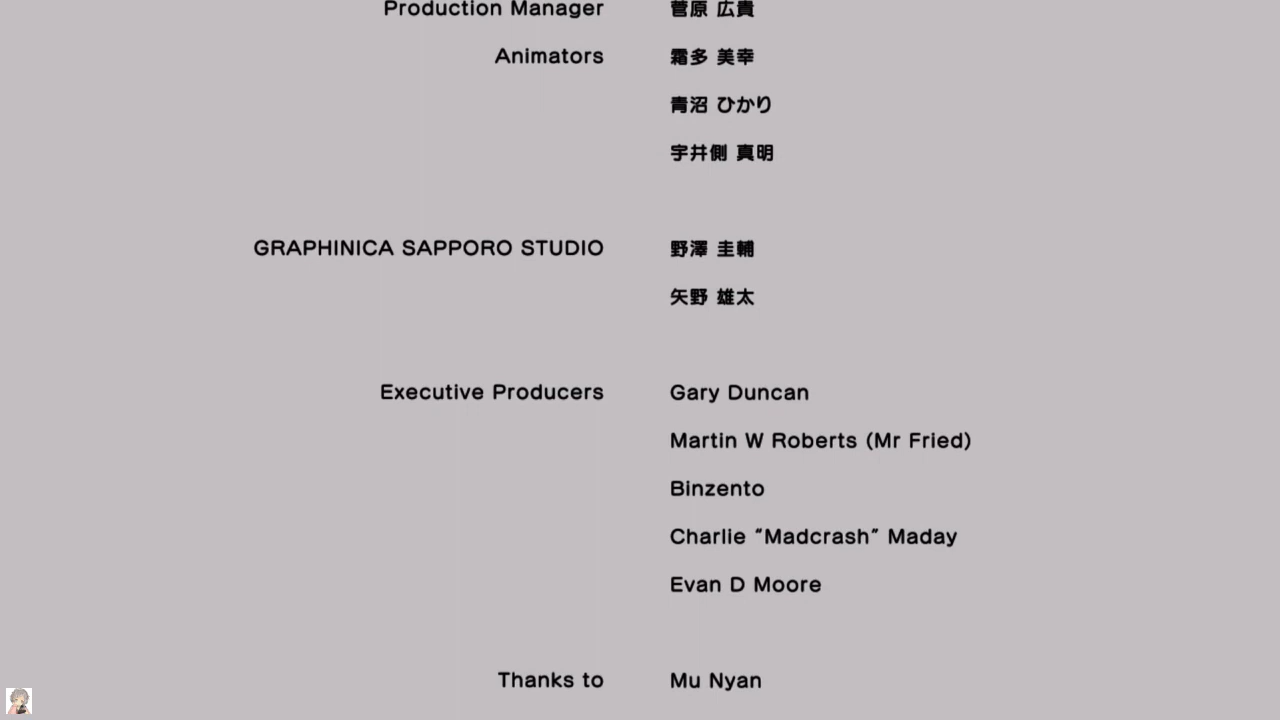 Production Manager 菅原 広貴
Animators 霜多 美幸
青沼 ひかり
宇井側 真明
GRAPHINICA SAPPORO STUDIO 野澤 圭輔
矢野 雄太
Executive Producers Gary Duncan
Martin W Roberts (Mr Fried)
Binzento
Charlie “Madcrash” Maday
Evan D Moore
Thanks to Mu Nyan